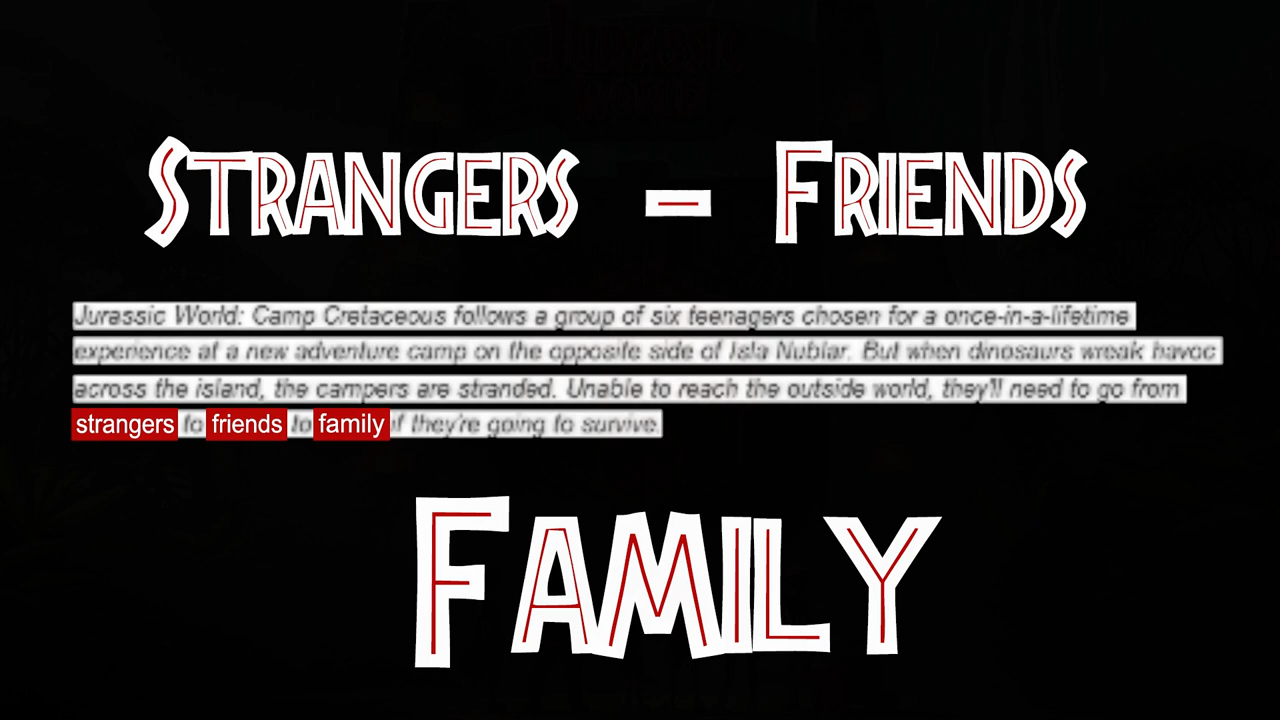 STRANGERS – FRIENDS
Jurassic World: Camp Cretaceous follows a group of six teenagers chosen for a once-in-a-lifetime
experience at a new adventure camp on the opposite side of Isla Nublar. But when dinosaurs wreak havoc
across the island, the campers are stranded. Unable to reach the outside world, they'll need to go from
strangers to friends to family if they're going to survive.
FAMILY